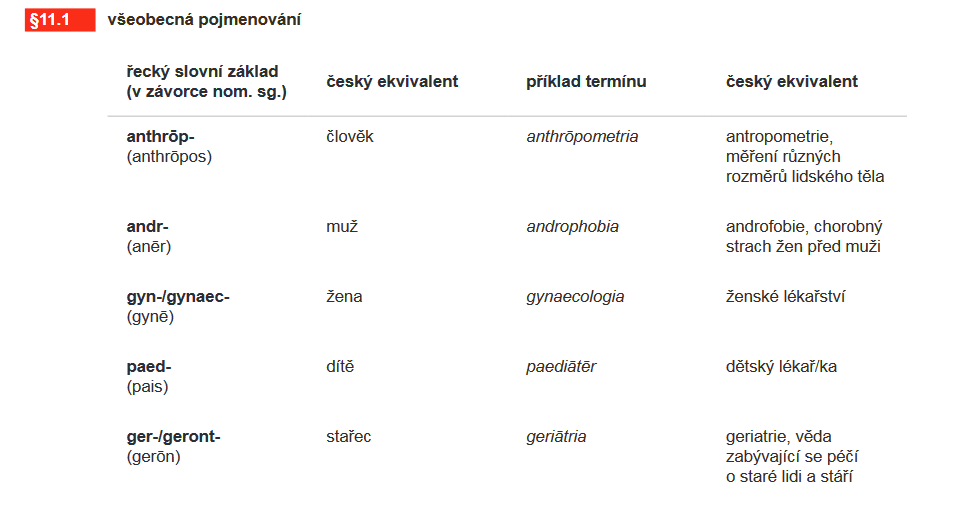 §11.1 všeobecná pojmenování
řecký slovní základ
(v závorce nom. sg.)
český ekvivalent
příklad termínu
český ekvivalent
anthrōp-
(anthrōpos)
člověk
anthrōpometria
antropometrie,
měření různých
rozměrů lidského těla
andr-
(anēr)
muž
androphobia
androfobie, chorobný
strach žen před muži
gyn-/gynaec-
(gynē)
žena
gynaecologia
ženské lékařství
paed-
(pais)
dítě
paediātēr
dětský lékař/ka
ger-/geront-
(gerōn)
stařec
geriātria
geriatrie, věda
zabývající se péčí
o staré lidi a stáří